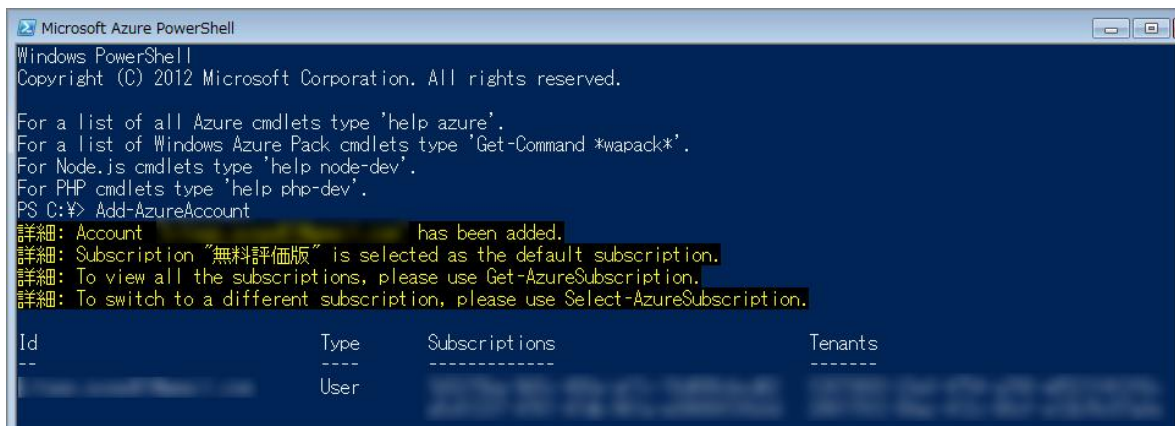 Microsoft Azure PowerShell
Windows PowerShell
Copyright (C) 2012 Microsoft Corporation. All rights reserved.
For a list of all Azure cmdlets type 'help azure'.
For a list of Windows Azure Pack cmdlets type 'Get-Command *wapack*'.
For Node.js cmdlets type 'help node-dev'.
For PHP cmdlets type 'help php-dev'.
PS C:¥> Add-AzureAccount
詳細: Account has been added.
詳細: Subscription "無料評価版" is selected as the default subscription.
詳細: To view all the subscriptions, please use Get-AzureSubscription.
詳細: To switch to a different subscription, please use Select-AzureSubscription.
Id Type Subscriptions Tenants
-- ---- ------------- -------
User